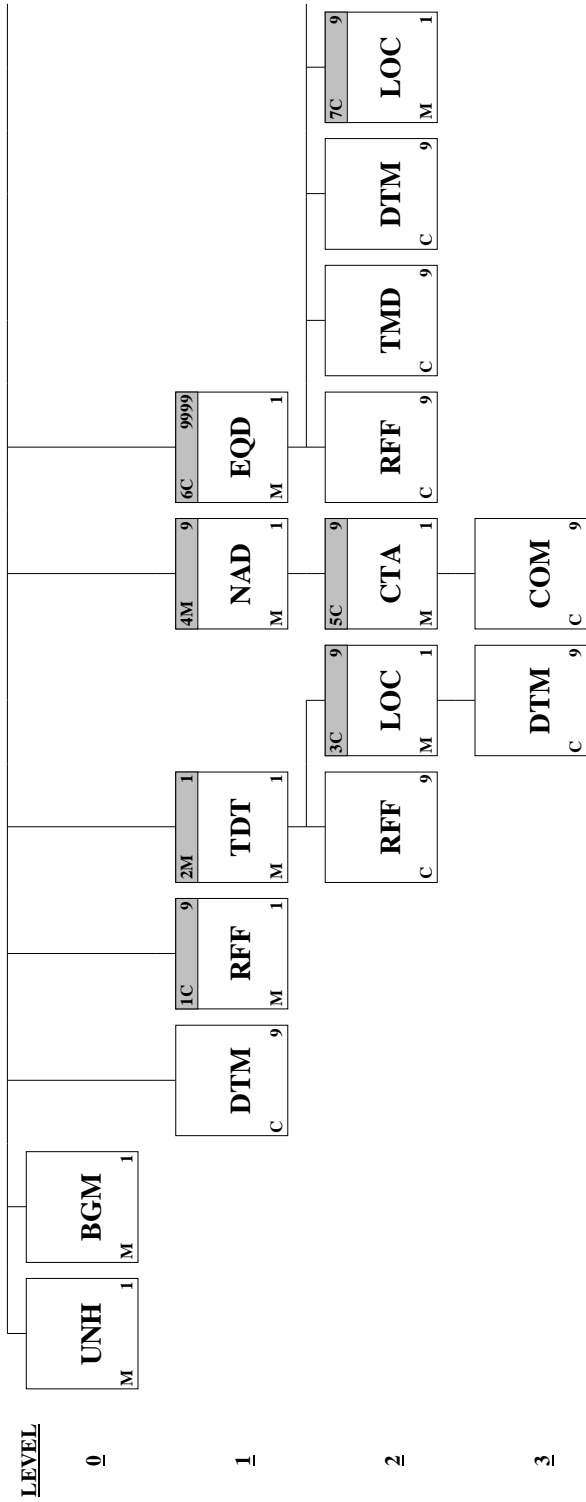 LEVEL
0
UNH
M 1
BGM
M 1
1
DTM
C 9
1C 9
RFF
M 1
2M 1
TDT
M 1
4M 9
NAD
M 1
6C 9999
EQD
M 1
2
RFF
C 9
3C 9
LOC
M 1
5C 9
CTA
M 1
RFF
C 9
TMD
C 9
DTM
C 9
7C 9
LOC
M 1
3
DTM
C 9
COM
C 9